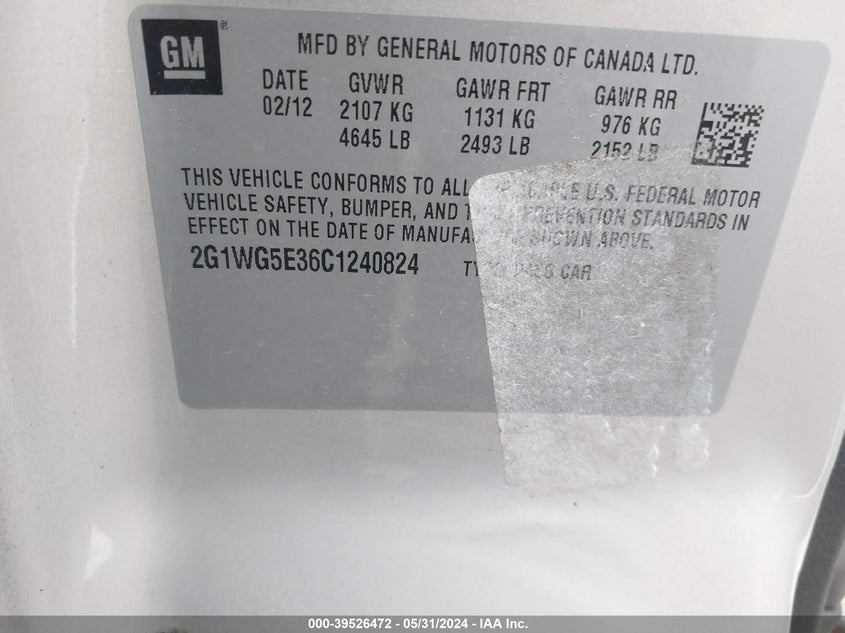 GM ®
MFD BY GENERAL MOTORS OF CANADA LTD.
DATE GVWR GAWR FRT GAWR RR
02/12 2107 KG 1131 KG 976 KG
4645 LB 2493 LB 2152 LB
THIS VEHICLE CONFORMS TO ALL U.S. FEDERAL MOTOR
VEHICLE SAFETY, BUMPER, AND PREVENTION STANDARDS IN
EFFECT ON THE DATE OF SHOWN ABOVE.
2G1WG5E36C1240824 CAR
000-39526472 - 05/31/2024 - IAA Inc.